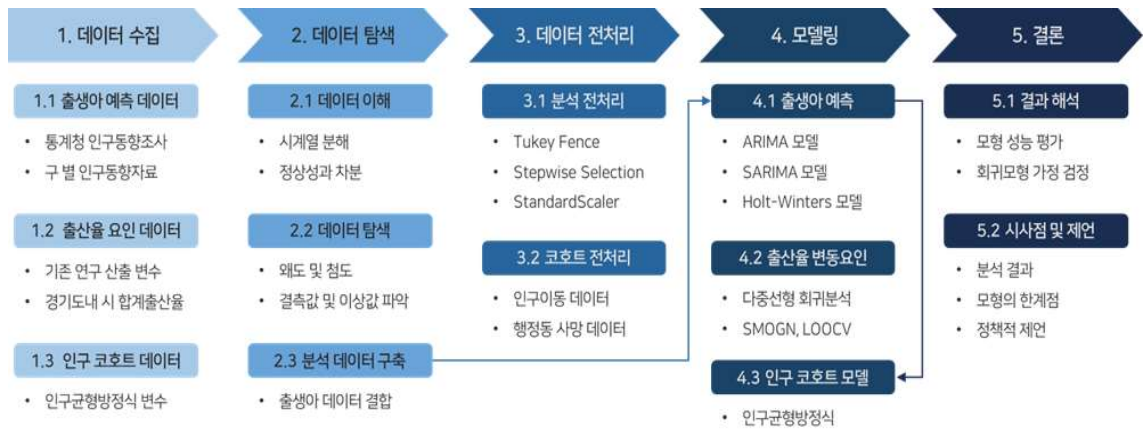 1. 데이터 수집
1.1 출생아 예측 데이터
• 통계청 인구동향조사
• 구 별 인구동향자료
1.2 출산율 요인 데이터
• 기존 연구 산출 변수
• 경기도내 시 합계출산율
1.3 인구 코호트 데이터
• 인구균형방정식 변수
2. 데이터 탐색
2.1 데이터 이해
• 시계열 분해
• 정상성과 차분
2.2 데이터 탐색
• 왜도 및 첨도
• 결측값 및 이상값 파악
2.3 분석 데이터 구축
• 출생아 데이터 결합
3. 데이터 전처리
3.1 분석 전처리
• Tukey Fence
• Stepwise Selection
• StandardScaler
3.2 코호트 전처리
• 인구이동 데이터
• 행정동 사망 데이터
4. 모델링
4.1 출생아 예측
• ARIMA 모델
• SARIMA 모델
• Holt-Winters 모델
4.2 출산율 변동요인
• 다중선형 회귀분석
• SMOGN, LOOCV
4.3 인구 코호트 모델
• 인구균형방정식
5. 결론
5.1 결과 해석
• 모형 성능 평가
• 회귀모형 가정 검정
5.2 시사점 및 제언
• 분석 결과
• 모형의 한계점
• 정책적 제언